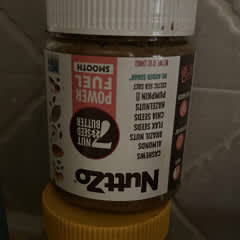 NuttZo
CASHEWS
ALMONDS
BRAZIL NUTS
FLAX SEEDS
CHIA SEEDS
HAZELNUTS
PUMPKIN
CELTIC SEA SALT
7 NUT
& SEED
BUTTER
POWER
FUEL
SMOOTH